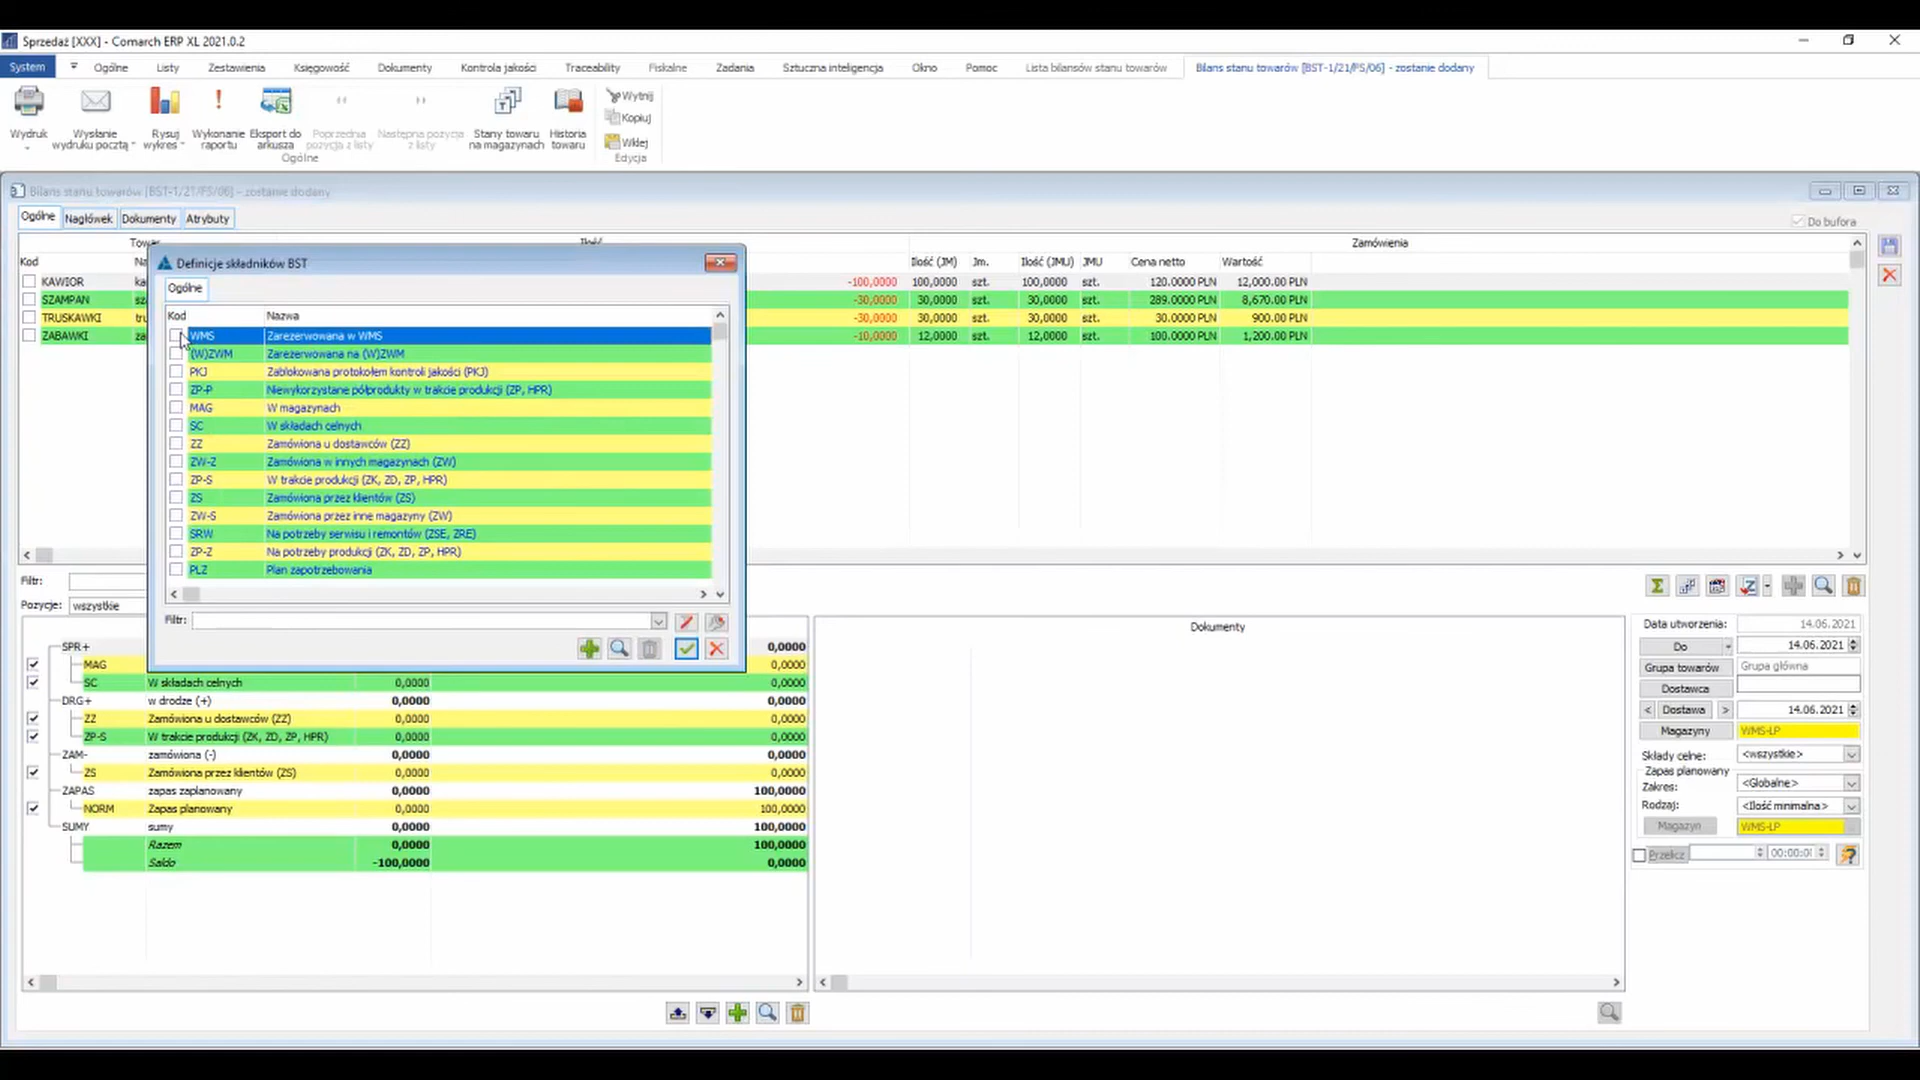 Sprzedaż [XXX] - Comarch ERP XL 2021.0.2
System Ogólne Listy Zestawienia Księgowość Dokumenty Kontrola jakości Traceability Fiskalne Zadania Sztuczna inteligencja Okno Pomoc Lista bilansów stanu towarów Bilans stanu towarów [BST-1/21/FS/06] - zostanie dodany
Wydruk
Wysłanie wydruku pocztą
Rysuj wykres
Wykonanie raportu
Eksport do arkusza
Poprzednia pozycja z listy
Następna pozycja z listy
Stany towaru na magazynach
Historia towaru
Ogólne
Wytnij
Kopiuj
Wklej
Edycja
Bilans stanu towarów [BST-1/21/FS/06] - zostanie dodany
Ogólne Nagłówek Dokumenty Atrybuty
Do bufora
Zamówienia
Kod Ilość (JM) Jm. Ilość (JMU) JMU Cena netto Wartość
KAWIOR -100,0000 100,0000 szt. 100,0000 szt. 120.0000 PLN 12,000.00 PLN
SZAMPAN -30,0000 30,0000 szt. 30,0000 szt. 289.0000 PLN 8,670.00 PLN
TRUSKAWKI -30,0000 30,0000 szt. 30,0000 szt. 30.0000 PLN 900.00 PLN
ZABAWKI -10,0000 12,0000 szt. 12,0000 szt. 100.0000 PLN 1,200.00 PLN
Definicje składników BST
Ogólne
Kod Nazwa
WMS Zarezerwowana w WMS
(W)ZWM Zarezerwowana na (W)ZWM
PKJ Zablokowana protokołem kontroli jakości (PKJ)
ZP-P Niewykorzystane półprodukty w trakcie produkcji (ZP, HPR)
MAG W magazynach
SC W składach celnych
ZZ Zamówiona u dostawców (ZZ)
ZW-Z Zamówiona w innych magazynach (ZW)
ZP-S W trakcie produkcji (ZK, ZD, ZP, HPR)
ZS Zamówiona przez klientów (ZS)
ZW-S Zamówiona przez inne magazyny (ZW)
SRW Na potrzeby serwisu i remontów (ZSE, ZRE)
ZP-Z Na potrzeby produkcji (ZK, ZD, ZP, HPR)
PLZ Plan zapotrzebowania
Filtr:
Filtr:
Pozycje: wszystkie
SPR+ 0,0000
MAG 0,0000
SC W składach celnych 0,0000 0,0000
DRG+ w drodze (+) 0,0000 0,0000
ZZ Zamówiona u dostawców (ZZ) 0,0000 0,0000
ZP-S W trakcie produkcji (ZK, ZD, ZP, HPR) 0,0000 0,0000
ZAM- zamówiona (-) 0,0000 0,0000
ZS Zamówiona przez klientów (ZS) 0,0000 0,0000
ZAPAS zapas zaplanowany 0,0000 100,0000
NORM Zapas planowany 0,0000 100,0000
SUMY sumy 0,0000 100,0000
Razem 0,0000 100,0000
Saldo -100,0000 0,0000
Dokumenty
Data utworzenia: 14.06.2021
Do 14.06.2021
Grupa towarów Grupa główna
Dostawca
< Dostawa > 14.06.2021
Magazyny WMS-LP
Składy celne: <wszystkie>
Zapas planowany
Zakres: <Globalne>
Rodzaj: <Ilość minimalna>
Magazyn WMS-LP
Przelicz